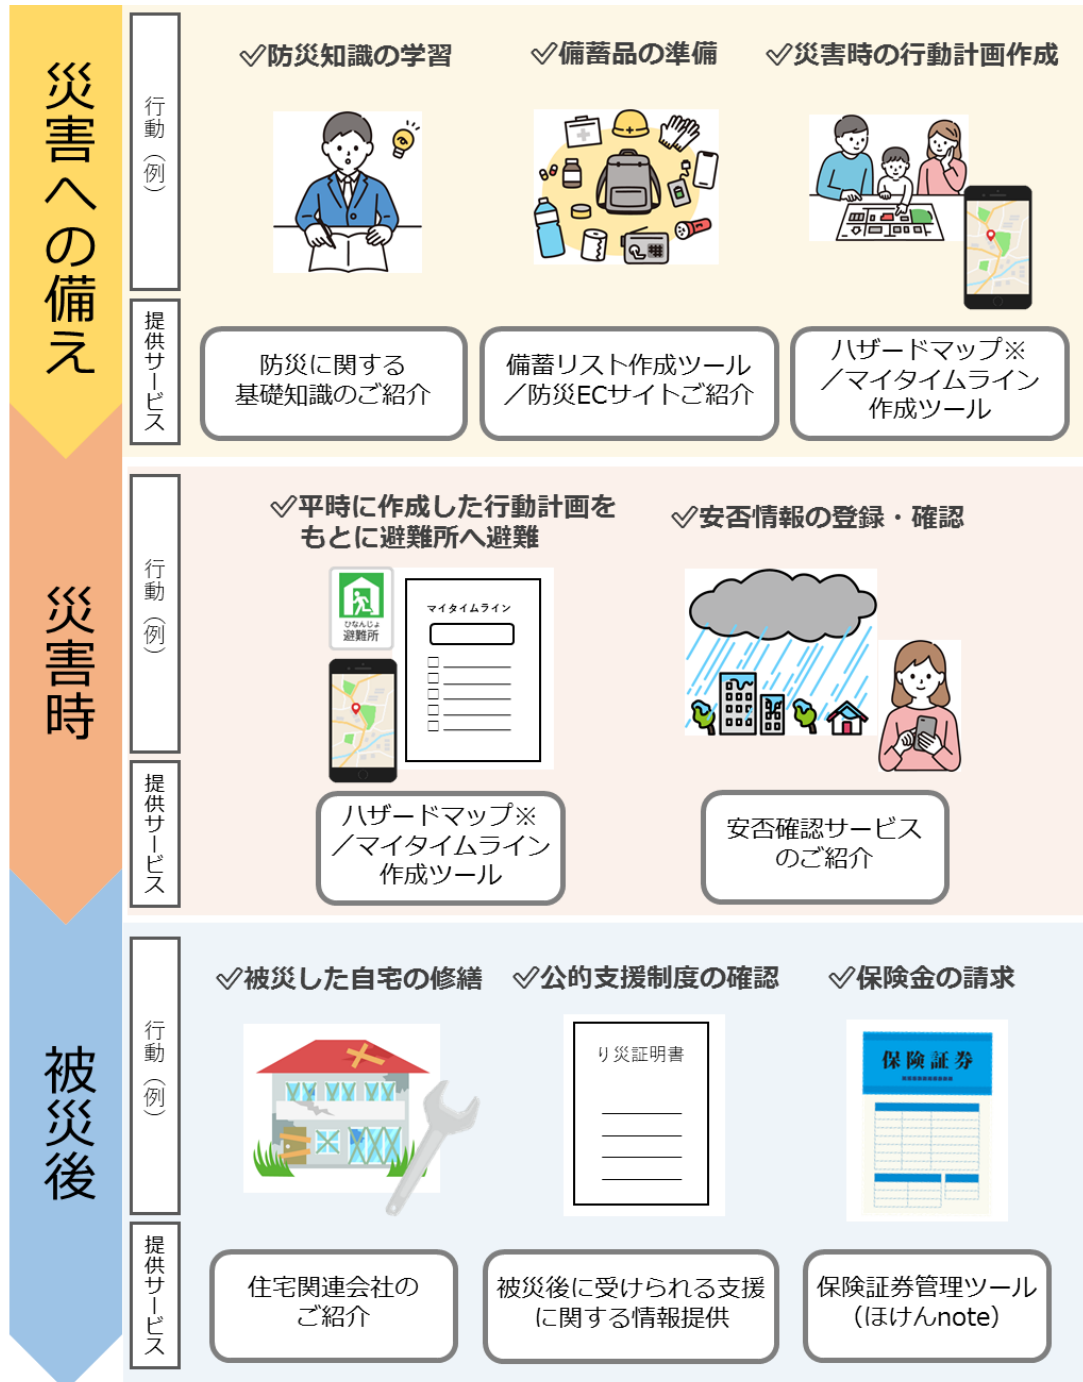 災害への備え
行動（例）
✓防災知識の学習
✓備蓄品の準備
✓災害時の行動計画作成
提供サービス
防災に関する
基礎知識のご紹介
備蓄リスト作成ツール
／防災ECサイトご紹介
ハザードマップ※
／マイタイムライン
作成ツール
災害時
行動（例）
✓平時に作成した行動計画を
もとに避難所へ避難
✓安否情報の登録・確認
ひなんじょ
避難所
マイタイムライン
提供サービス
ハザードマップ※
／マイタイムライン
作成ツール
安否確認サービス
のご紹介
被災後
行動（例）
✓被災した自宅の修繕
✓公的支援制度の確認
✓保険金の請求
り災証明書
保険証券
提供サービス
住宅関連会社の
ご紹介
被災後に受けられる支援
に関する情報提供
保険証券管理ツール
（ほけんnote）